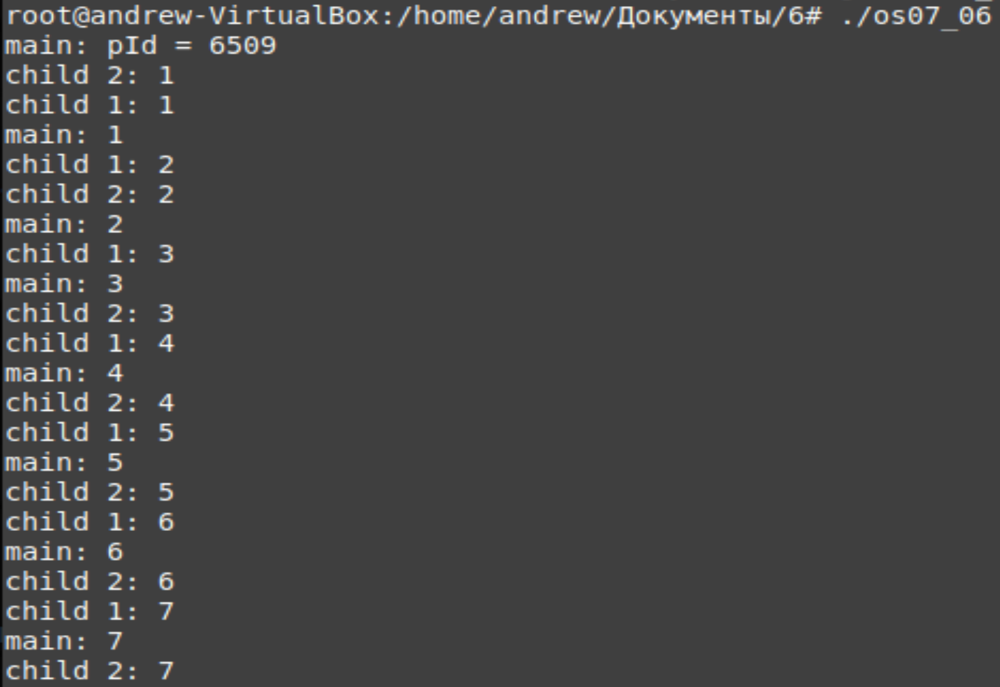 root@andrew-VirtualBox:/home/andrew/Документы/6# ./os07_06
main: pId = 6509
child 2: 1
child 1: 1
main: 1
child 1: 2
child 2: 2
main: 2
child 1: 3
main: 3
child 2: 3
child 1: 4
main: 4
child 2: 4
child 1: 5
main: 5
child 2: 5
child 1: 6
main: 6
child 2: 6
child 1: 7
main: 7
child 2: 7